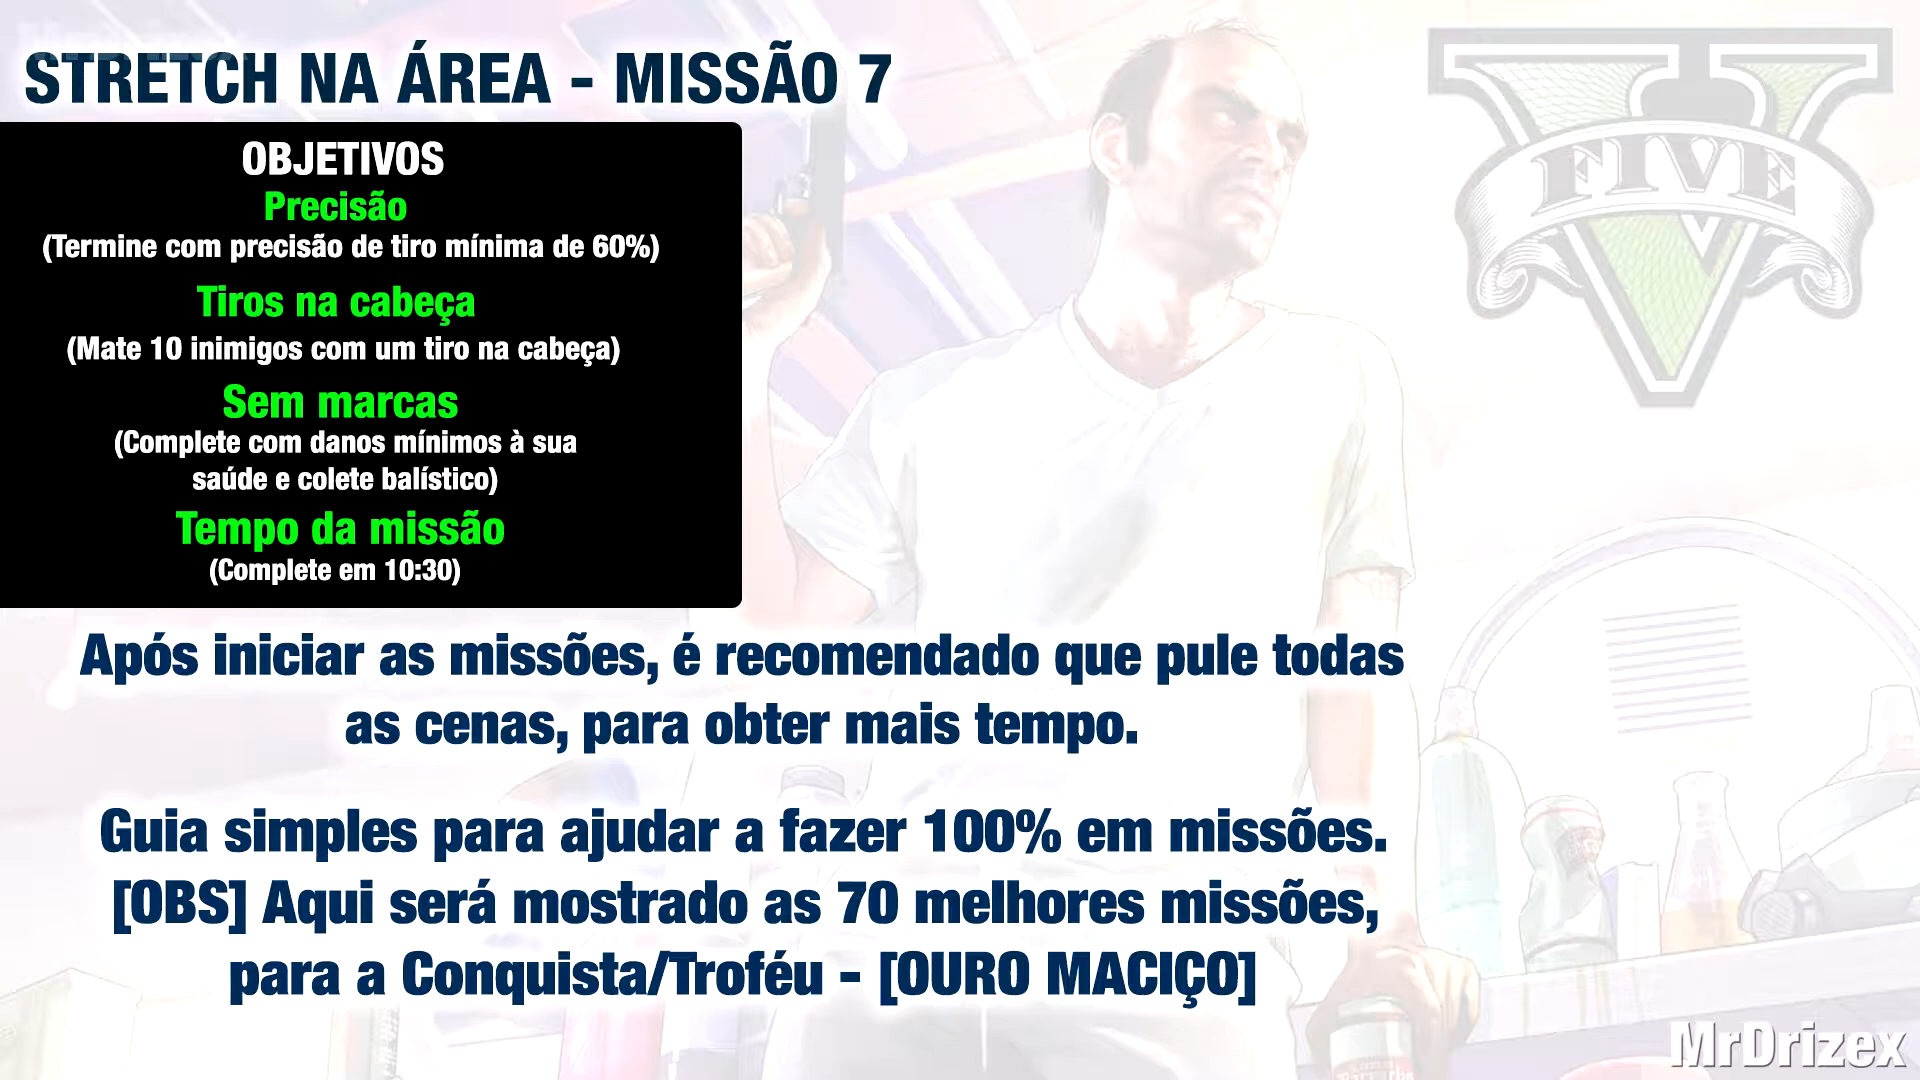 STRETCH NA ÁREA - MISSÃO 7
FIVE
OBJETIVOS
Precisão
(Termine com precisão de tiro mínima de 60%)
Tiros na cabeça
(Mate 10 inimigos com um tiro na cabeça)
Sem marcas
(Complete com danos mínimos à sua
saúde e colete balístico)
Tempo da missão
(Complete em 10:30)
Após iniciar as missões, é recomendado que pule todas
as cenas, para obter mais tempo.
Guia simples para ajudar a fazer 100% em missões.
[OBS] Aqui será mostrado as 70 melhores missões,
para a Conquista/Troféu - [OURO MACIÇO]
MrDrizex